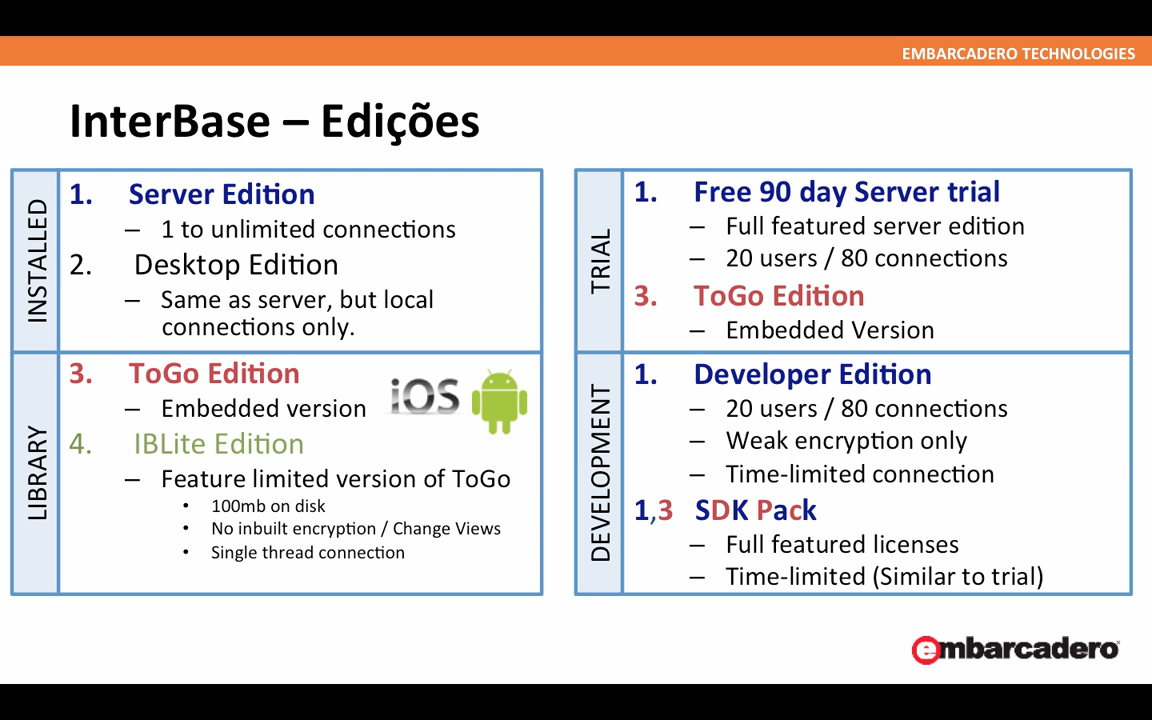 EMBARCADERO TECHNOLOGIES
InterBase – Edições
INSTALLED
1. Server Edition
– 1 to unlimited connections
2. Desktop Edition
– Same as server, but local
connections only.
LIBRARY
3. ToGo Edition
– Embedded version
iOS
4. IBLite Edition
– Feature limited version of ToGo
• 100mb on disk
• No inbuilt encryption / Change Views
• Single thread connection
TRIAL
1. Free 90 day Server trial
– Full featured server edition
– 20 users / 80 connections
3. ToGo Edition
– Embedded Version
DEVELOPMENT
1. Developer Edition
– 20 users / 80 connections
– Weak encryption only
– Time-limited connection
1,3 SDK Pack
– Full featured licenses
– Time-limited (Similar to trial)
embarcadero